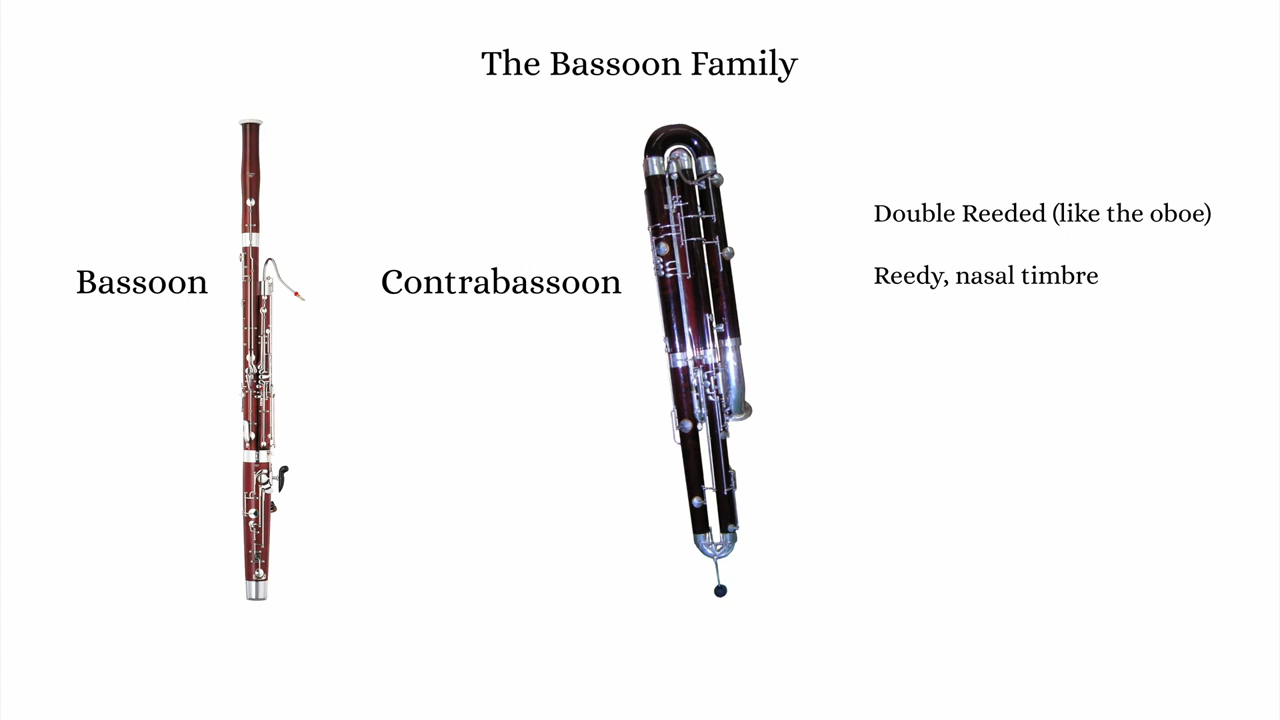 The Bassoon Family
Bassoon
Contrabassoon
Double Reeded (like the oboe)
Reedy, nasal timbre